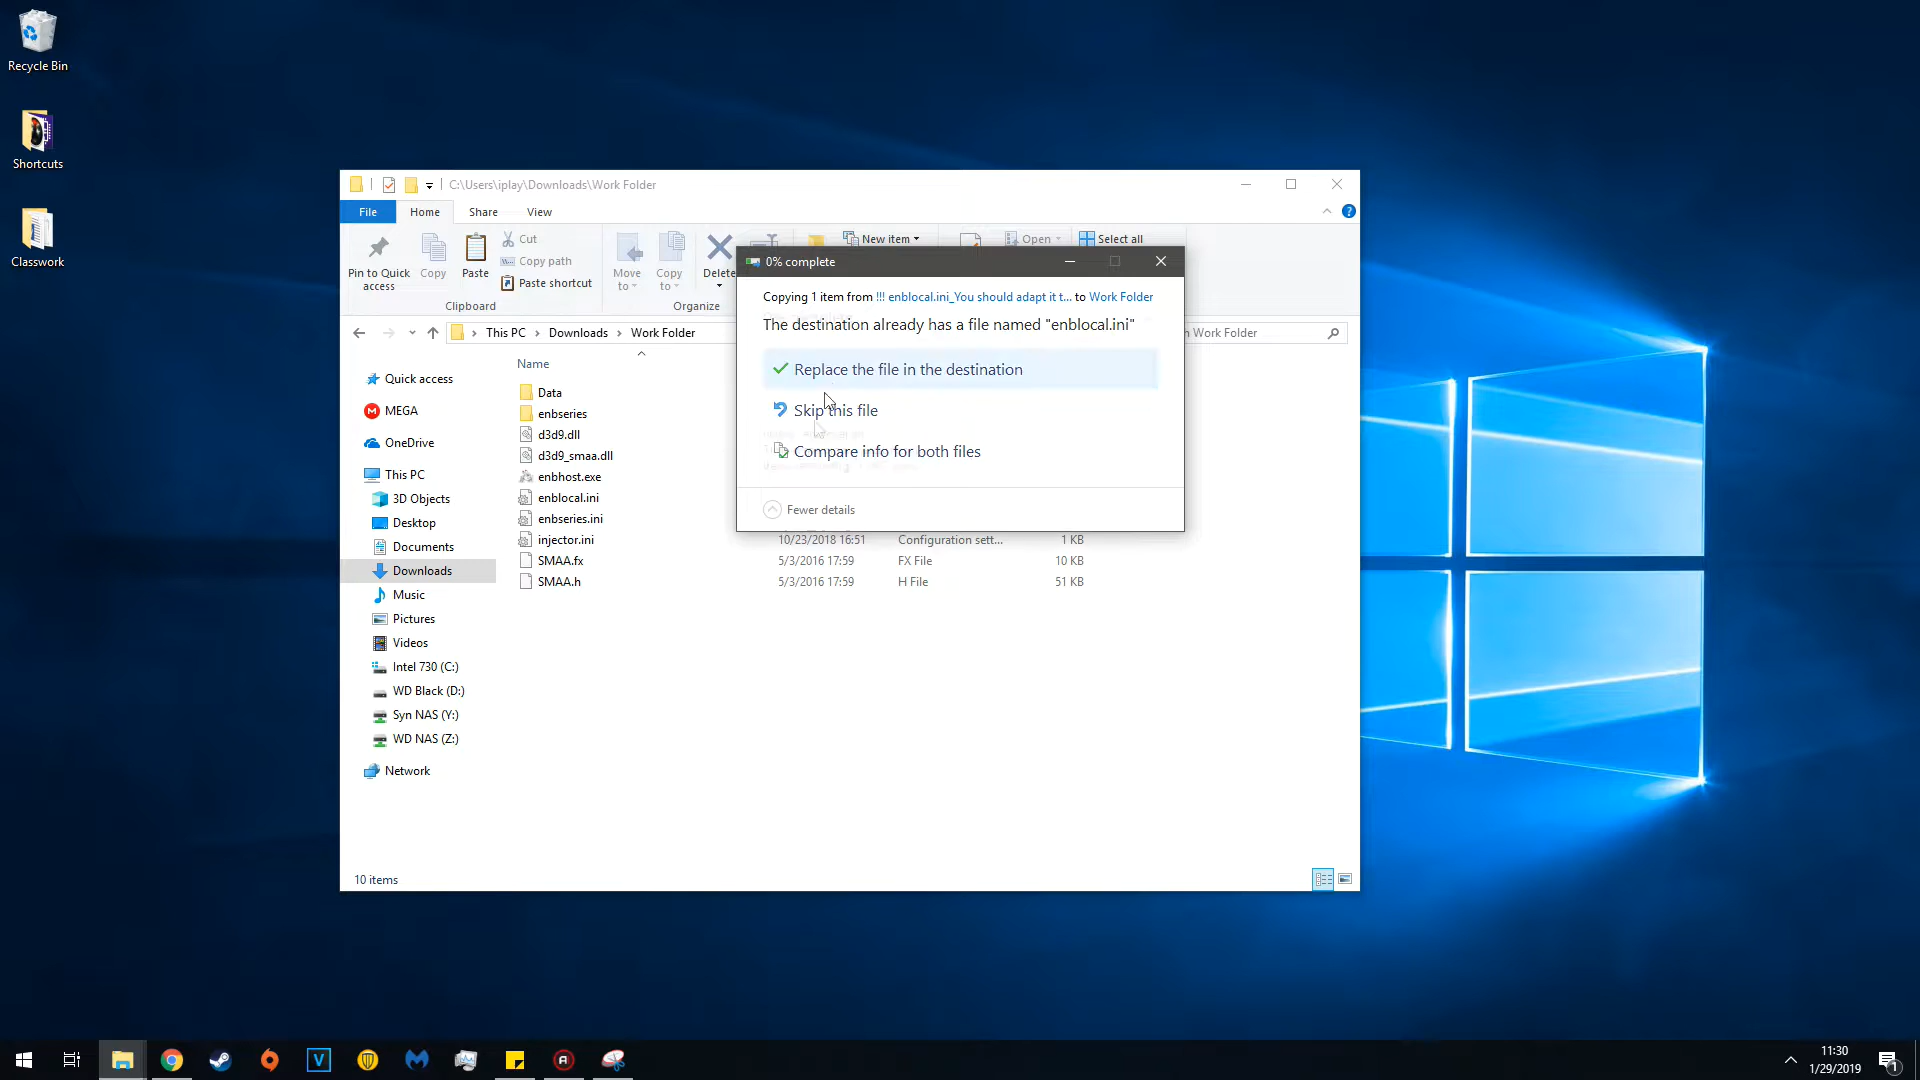 Recycle Bin
Shortcuts
Classwork
C:\Users\iplay\Downloads\Work Folder
File Home Share View
Pin to Quick access
Copy
Paste
Cut
Copy path
Paste shortcut
Clipboard
Move to
Copy to
Delete
Organize
New item
Open
Select all
This PC Downloads Work Folder
Work Folder
Quick access
MEGA
OneDrive
This PC
3D Objects
Desktop
Documents
Downloads
Music
Pictures
Videos
Intel 730 (C:)
WD Black (D:)
Syn NAS (Y:)
WD NAS (Z:)
Network
Name
Data
enbseries
d3d9.dll
d3d9_smaa.dll
enbhost.exe
enblocal.ini
enbseries.ini
injector.ini 10/23/2018 16:51 Configuration sett... 1 KB
SMAA.fx 5/3/2016 17:59 FX File 10 KB
SMAA.h 5/3/2016 17:59 H File 51 KB
0% complete
Copying 1 item from !!! enblocal.ini_You should adapt it t... to Work Folder
The destination already has a file named "enblocal.ini"
Replace the file in the destination
Skip this file
Compare info for both files
Fewer details
10 items
V
11:30
1/29/2019
1